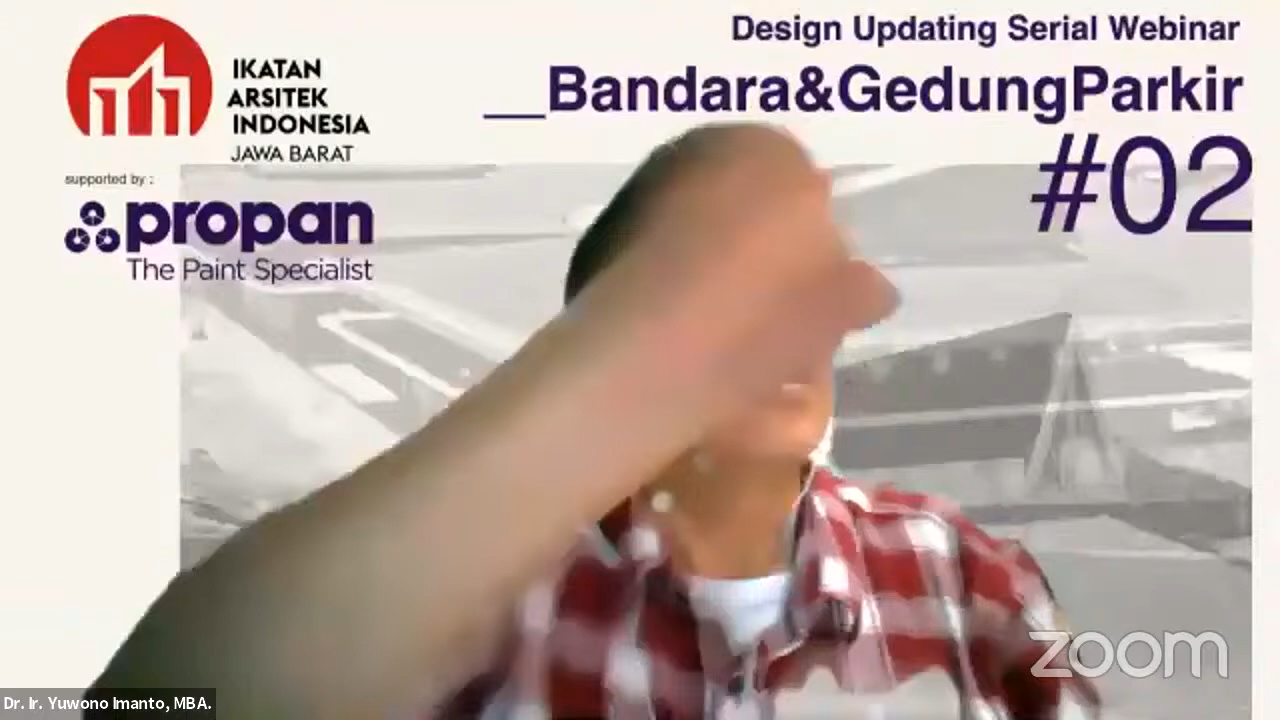 Design Updating Serial Webinar
__Bandara&GedungParkir
#02
IKATAN
ARSITEK
INDONESIA
JAWA BARAT
supported by :
propan
The Paint Specialist
zoom
Dr. Ir. Yuwono Imanto, MBA.